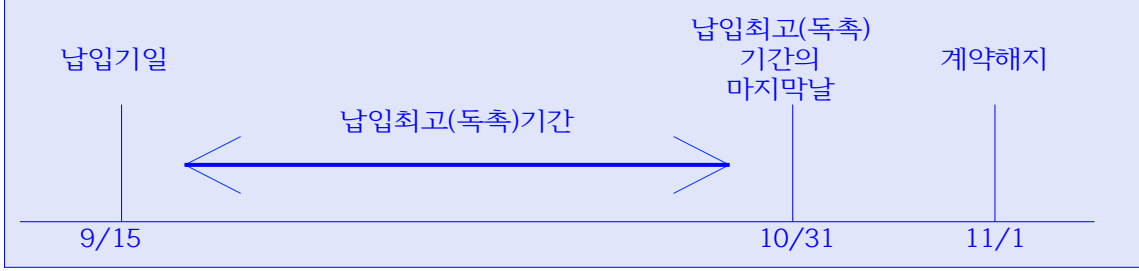 납입기일
납입최고(독촉)기간
납입최고(독촉)
기간의
마지막날
계약해지
9/15
10/31
11/1